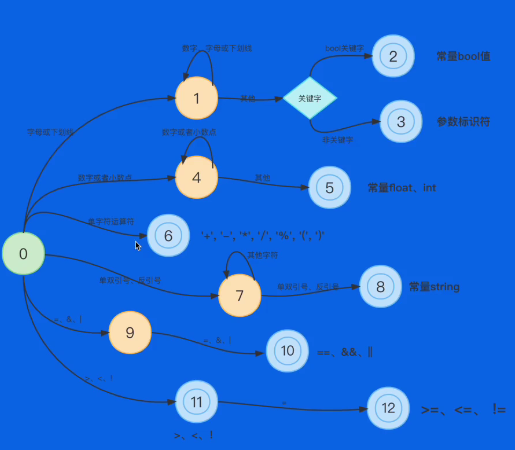 数字、字母或下划线
bool关键字
2
常量bool值
1
其他
关键字
3
参数标识符
非关键字
字母或下划线
数字或者小数点
数字或者小数点
4
其他
5
常量float、int
单字符运算符
6
'+', '-', '*', '/', '%', '(', ')'
0
其他字符
单双引号、反引号
7
单双引号、反引号
8
常量string
=、&、|
9
=、&、|
10
==、&&、||
>、<、!
11
=
12
>=、<=、 !=
>、<、!